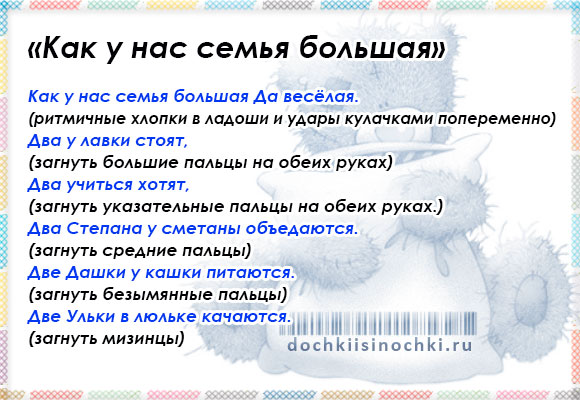 «Как у нас семья большая»
Как у нас семья большая Да весёлая.
(ритмичные хлопки в ладоши и удары кулачками попеременно)
Два у лавки стоят,
(загнуть большие пальцы на обеих руках)
Два учиться хотят,
(загнуть указательные пальцы на обеих руках.)
Два Степана у сметаны объедаются.
(загнуть средние пальцы)
Две Дашки у кашки питаются.
(загнуть безымянные пальцы)
Две Ульки в люльке качаются.
(загнуть мизинцы)
dochkiisinochki.ru